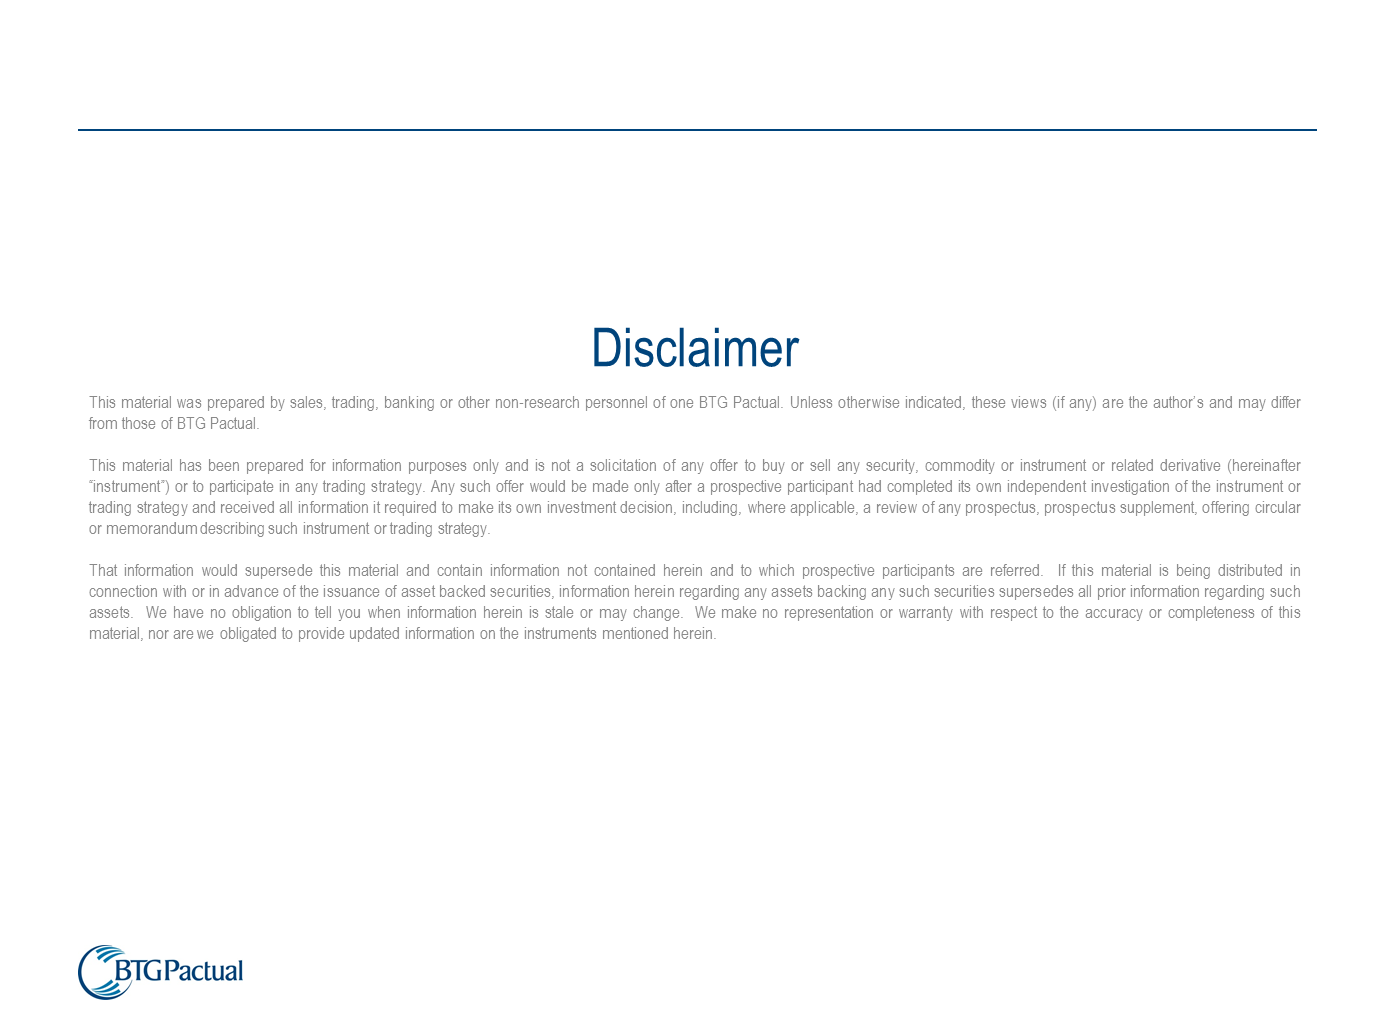 Disclaimer
This material was prepared by sales, trading, banking or other non-research personnel of one BTG Pactual. Unless otherwise indicated, these views (if any) are the author’s and may differ
from those of BTG Pactual.
This material has been prepared for information purposes only and is not a solicitation of any offer to buy or sell any security, commodity or instrument or related derivative (hereinafter
“instrument”) or to participate in any trading strategy. Any such offer would be made only after a prospective participant had completed its own independent investigation of the instrument or
trading strategy and received all information it required to make its own investment decision, including, where applicable, a review of any prospectus, prospectus supplement, offering circular
or memorandum describing such instrument or trading strategy.
That information would supersede this material and contain information not contained herein and to which prospective participants are referred. If this material is being distributed in
connection with or in advance of the issuance of asset backed securities, information herein regarding any assets backing any such securities supersedes all prior information regarding such
assets. We have no obligation to tell you when information herein is stale or may change. We make no representation or warranty with respect to the accuracy or completeness of this
material, nor are we obligated to provide updated information on the instruments mentioned herein.
BTGPactual